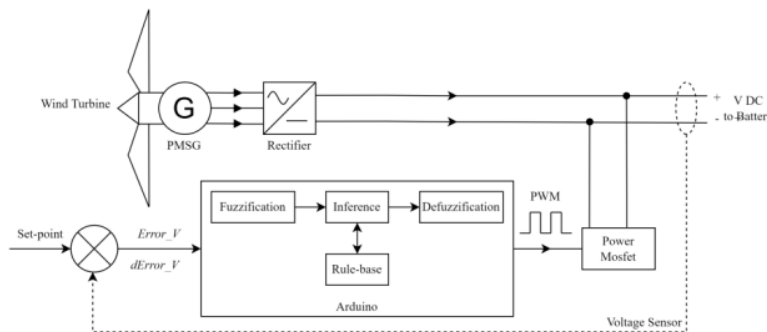 Wind Turbine
G
PMSG
Rectifier
+ V DC
- to Batter +
Set-point
Error_V
dError_V
Fuzzification
Inference
Defuzzification
Rule-base
Arduino
PWM
Power
Mosfet
Voltage Sensor